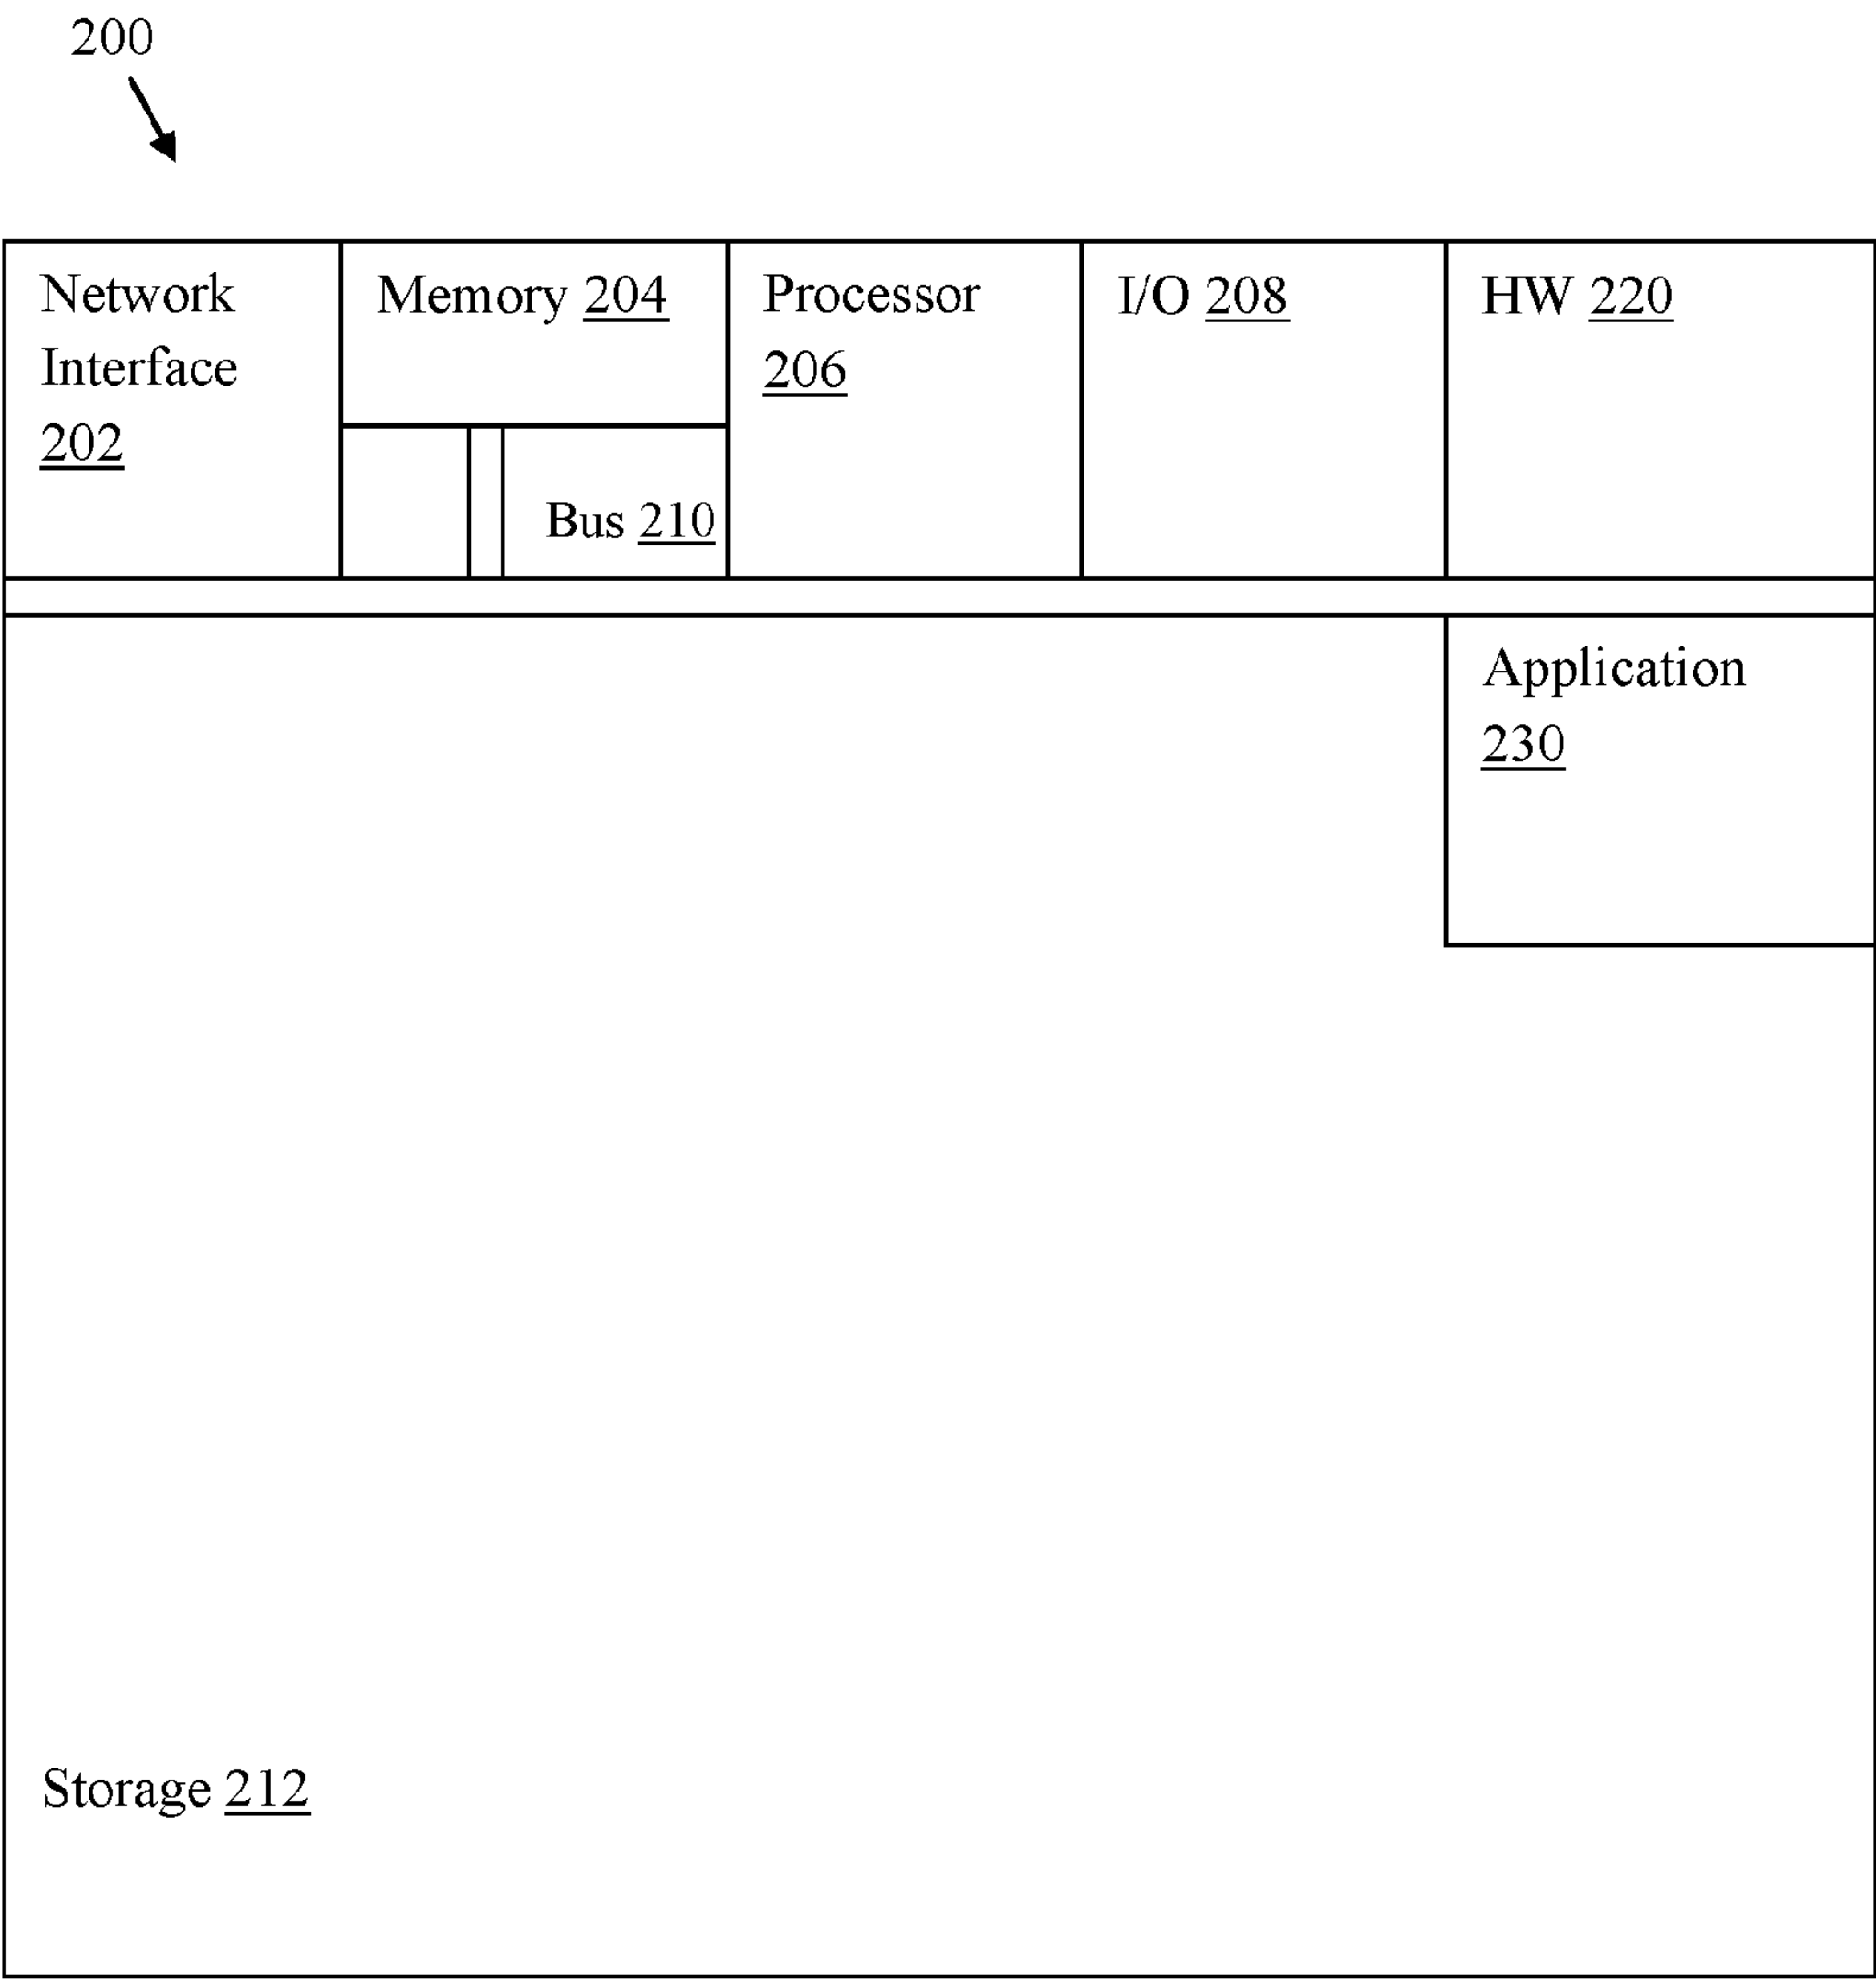 200
Network
Interface
202
Memory 204
Bus 210
Processor
206
I/O 208
HW 220
Application
230
Storage 212